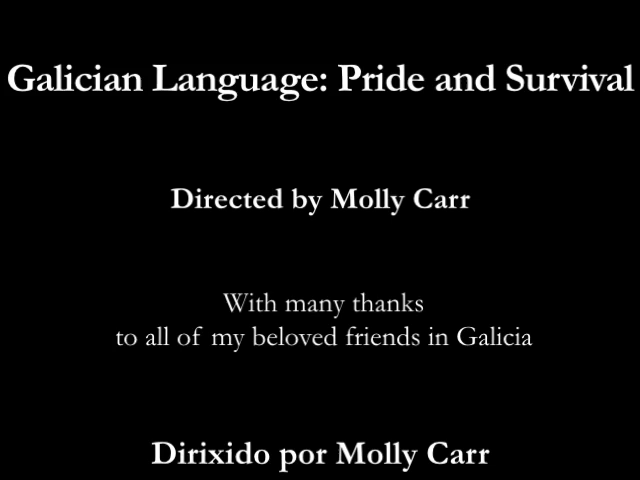 Galician Language: Pride and Survival
Directed by Molly Carr
With many thanks
to all of my beloved friends in Galicia
Dirixido por Molly Carr